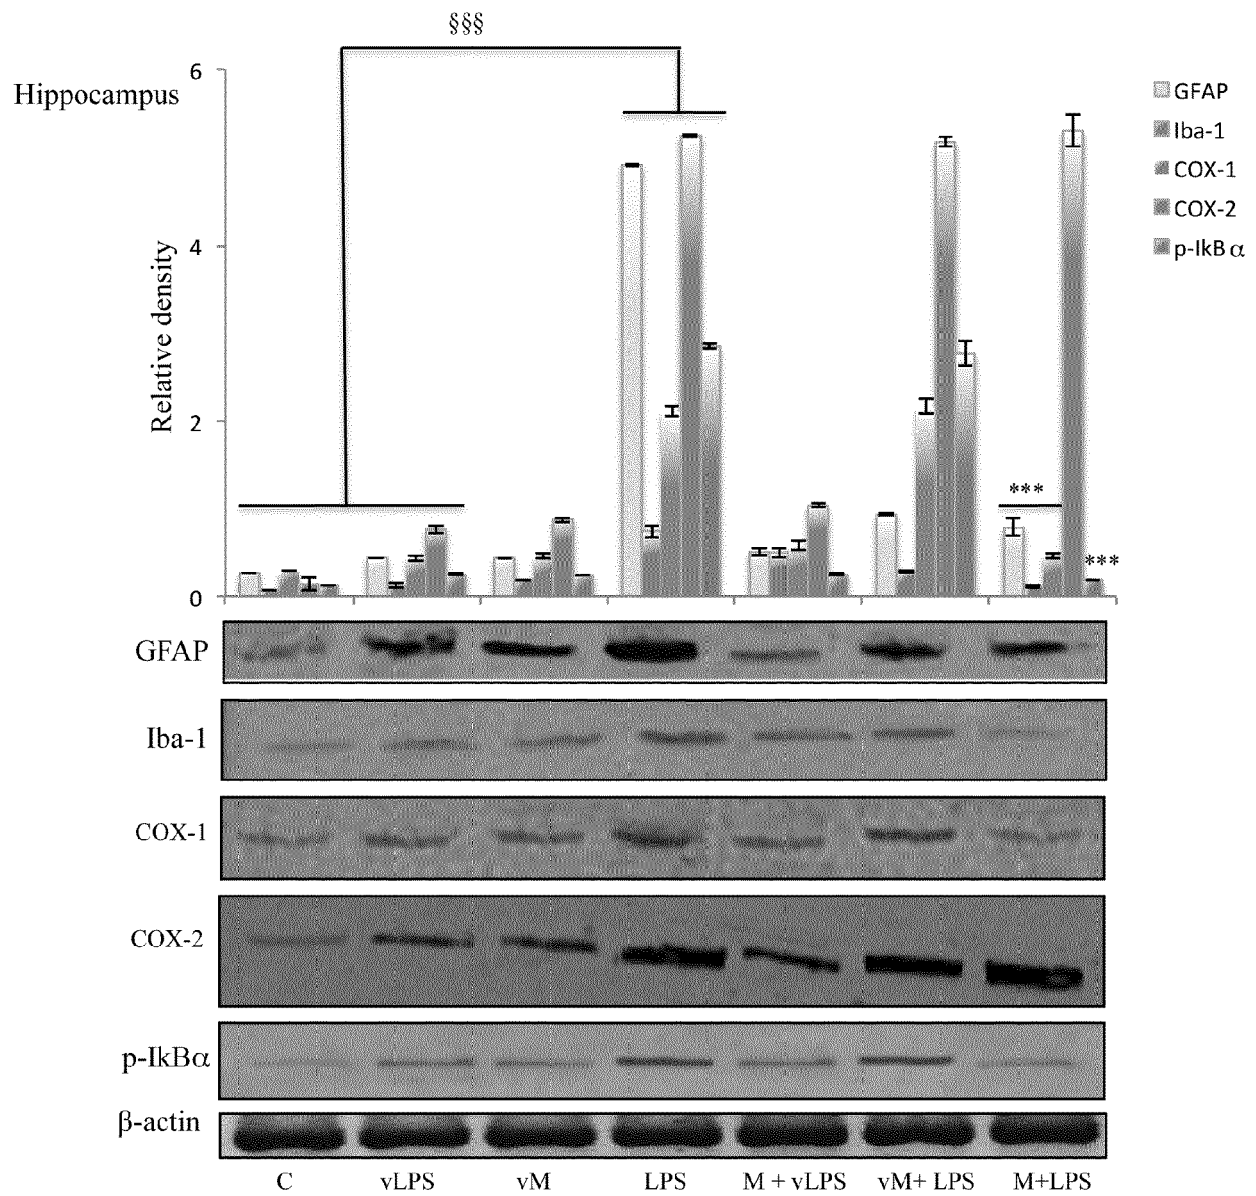 §§§
Hippocampus
6
4
2
0
Relative density
GFAP
Iba-1
COX-1
COX-2
p-IkBα
***
***
GFAP
Iba-1
COX-1
COX-2
p-IkBα
β-actin
C vLPS vM LPS M + vLPS vM+ LPS M+LPS